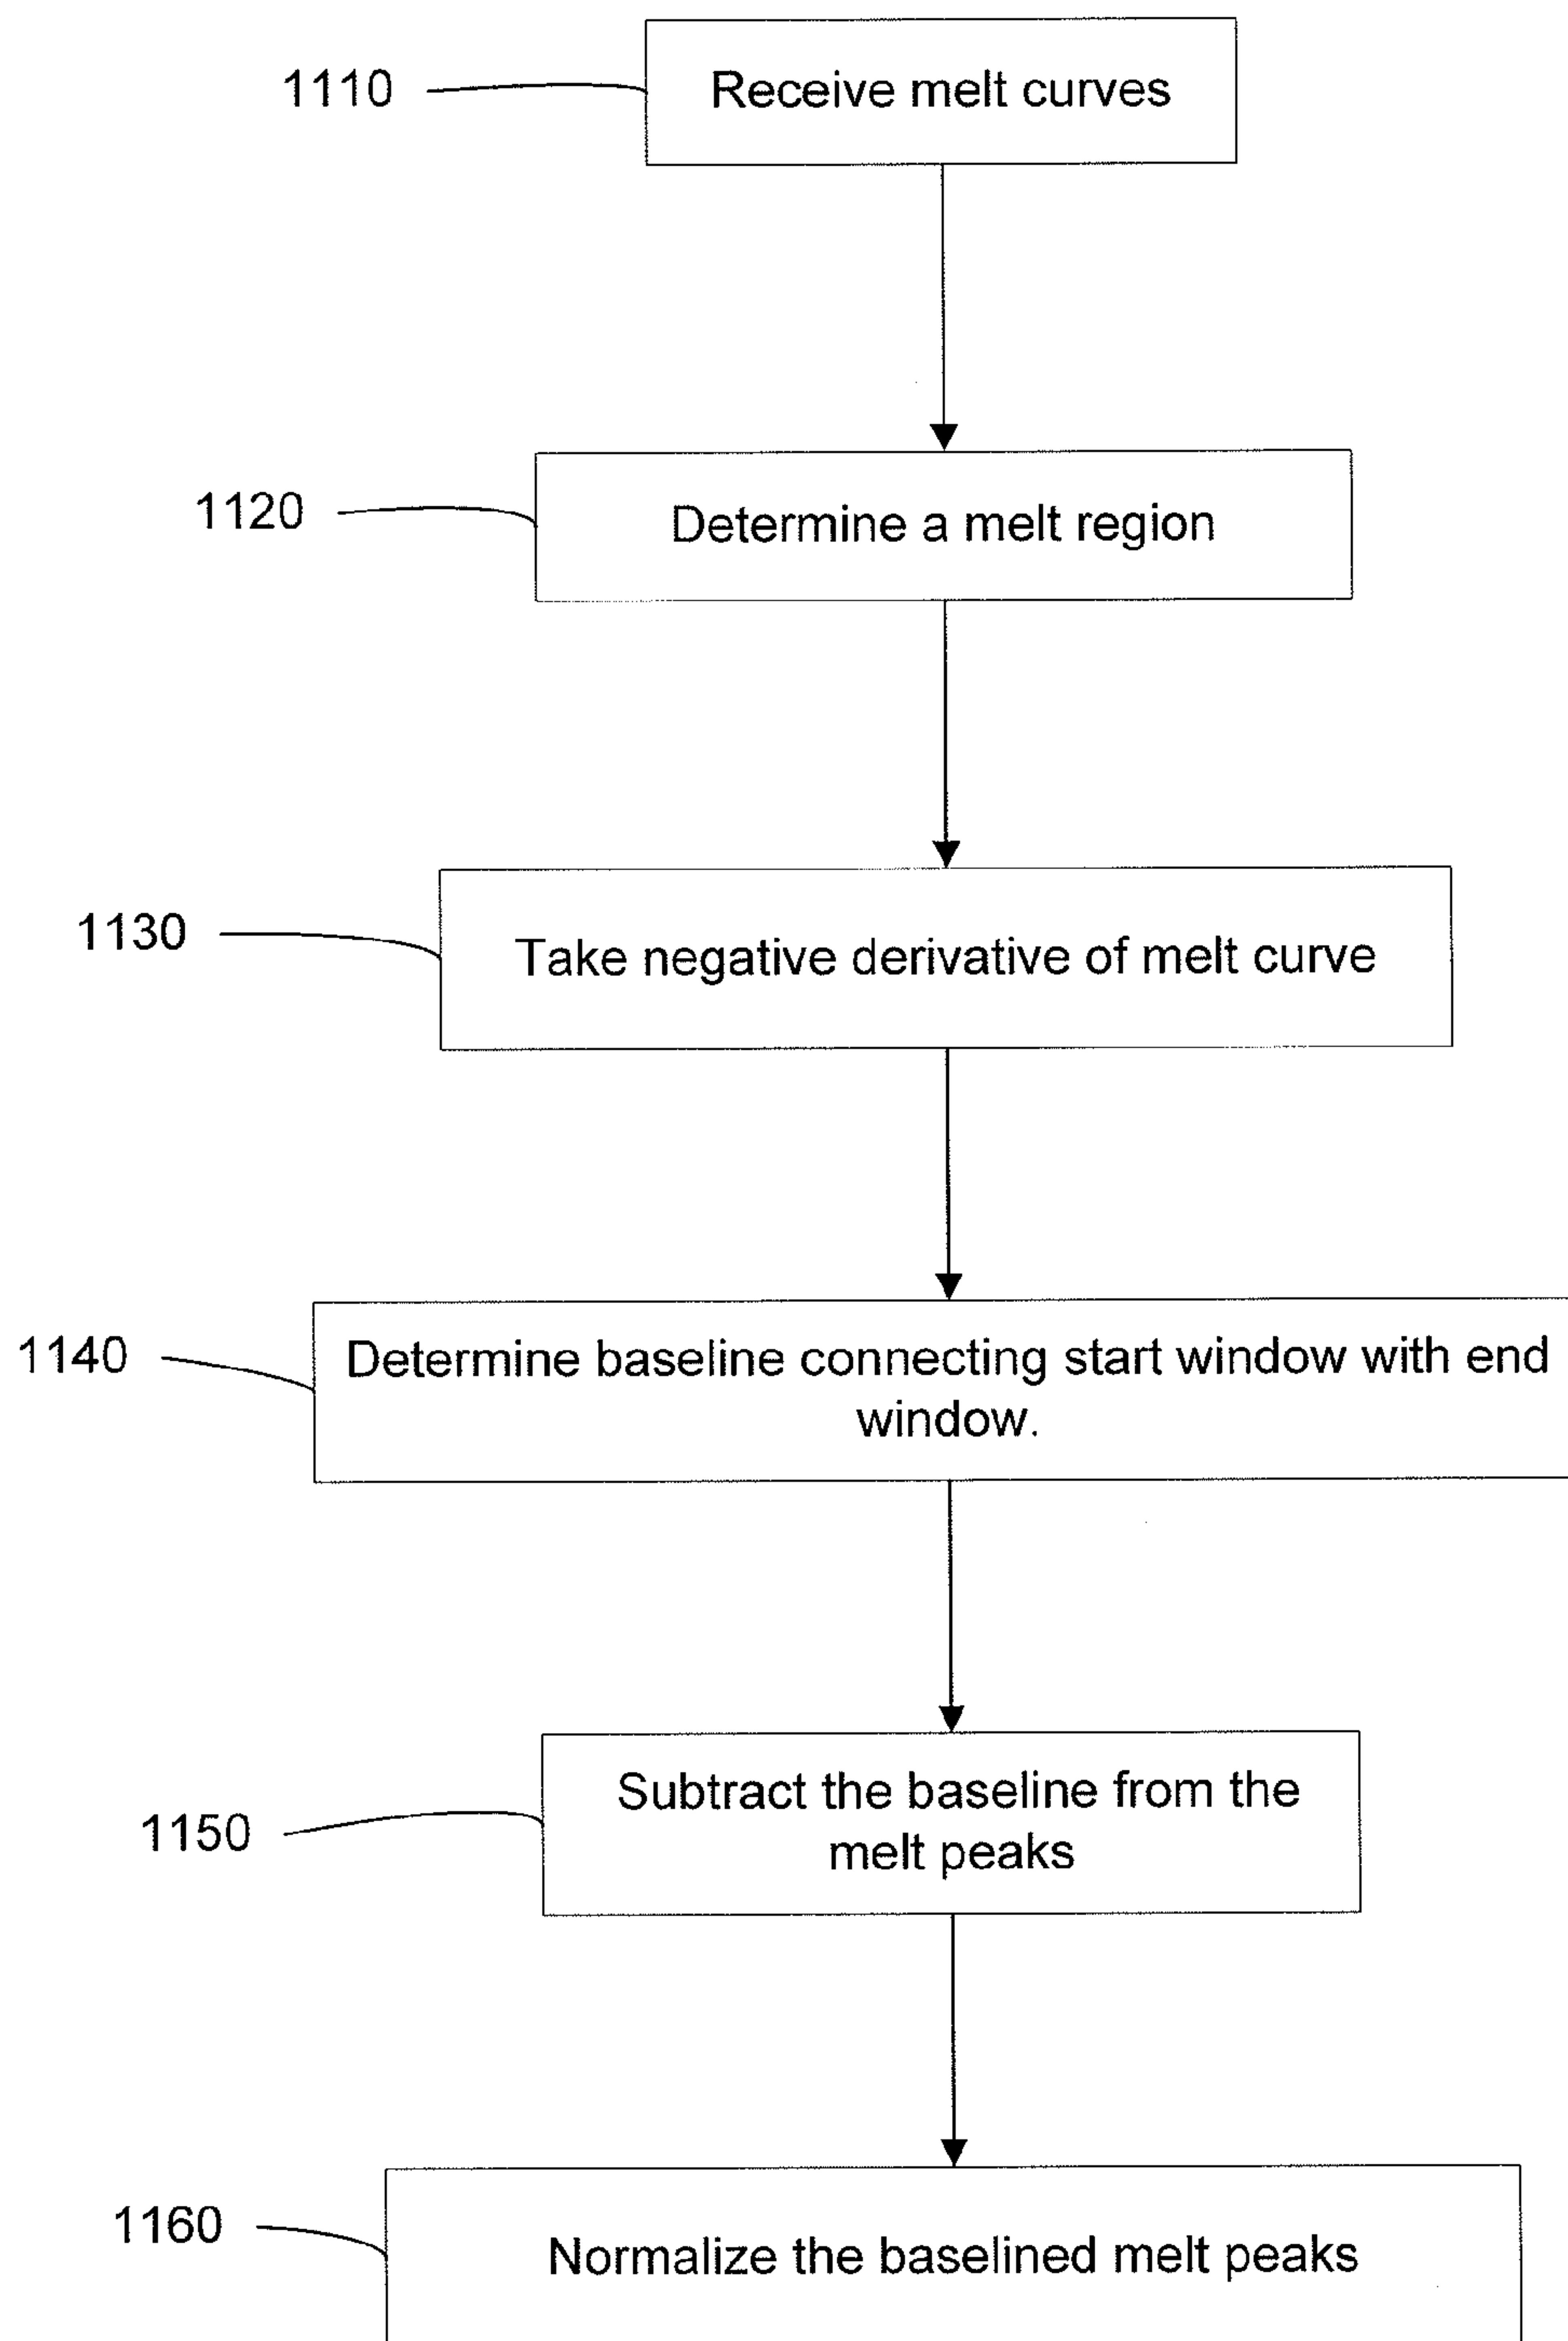 1110
Receive melt curves
1120
Determine a melt region
1130
Take negative derivative of melt curve
1140
Determine baseline connecting start window with end
window.
1150
Subtract the baseline from the
melt peaks
1160
Normalize the baselined melt peaks